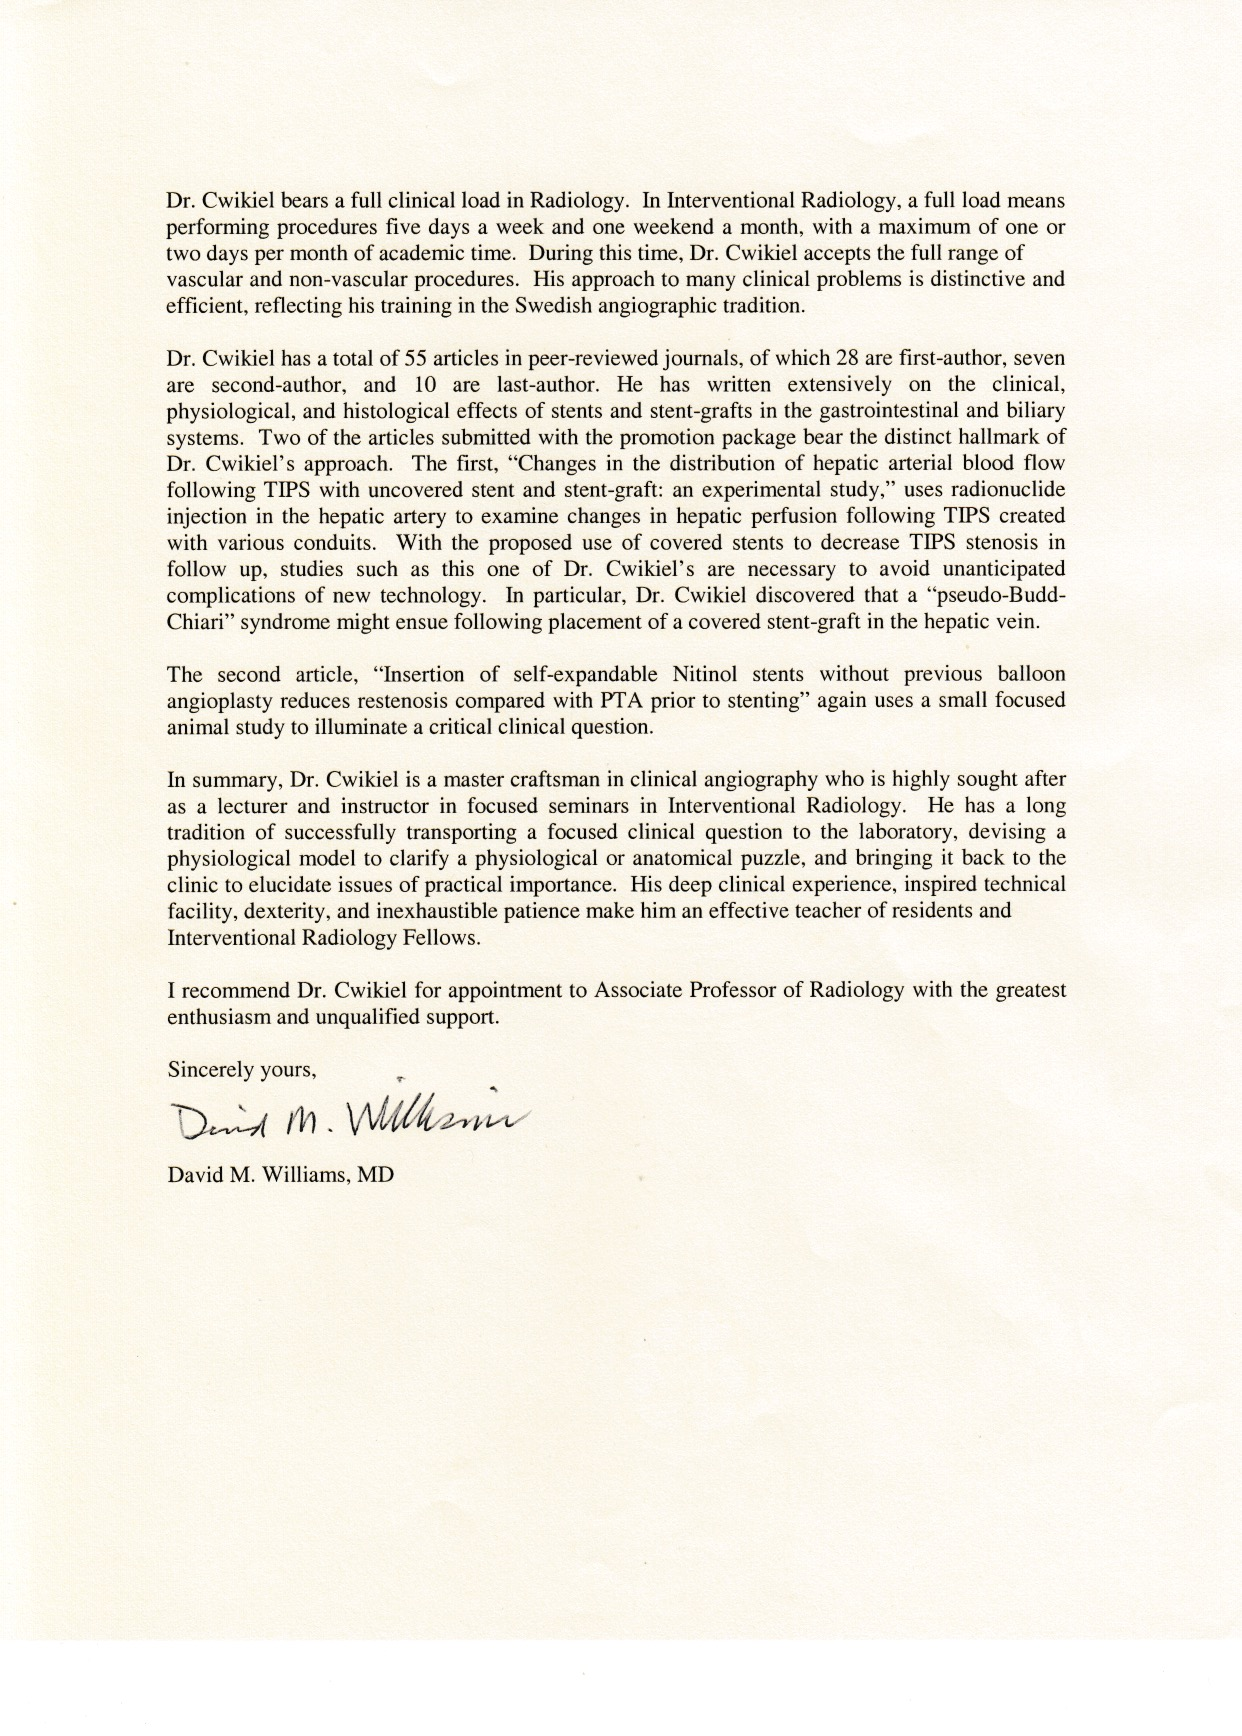 Dr. Cwikiel bears a full clinical load in Radiology.  In Interventional Radiology, a full load means
performing procedures five days a week and one weekend a month, with a maximum of one or
two days per month of academic time.  During this time, Dr. Cwikiel accepts the full range of
vascular and non-vascular procedures.  His approach to many clinical problems is distinctive and
efficient, reflecting his training in the Swedish angiographic tradition.

Dr. Cwikiel has a total of 55 articles in peer-reviewed journals, of which 28 are first-author, seven
are second-author, and 10 are last-author. He has written extensively on the clinical,
physiological, and histological effects of stents and stent-grafts in the gastrointestinal and biliary
systems.  Two of the articles submitted with the promotion package bear the distinct hallmark of
Dr. Cwikiel’s approach.  The first, “Changes in the distribution of hepatic arterial blood flow
following TIPS with uncovered stent and stent-graft: an experimental study,” uses radionuclide
injection in the hepatic artery to examine changes in hepatic perfusion following TIPS created
with various conduits.  With the proposed use of covered stents to decrease TIPS stenosis in
follow up, studies such as this one of Dr. Cwikiel’s are necessary to avoid unanticipated
complications of new technology.  In particular, Dr. Cwikiel discovered that a “pseudo-Budd-
Chiari” syndrome might ensue following placement of a covered stent-graft in the hepatic vein.

The second article, “Insertion of self-expandable Nitinol stents without previous balloon
angioplasty reduces restenosis compared with PTA prior to stenting” again uses a small focused
animal study to illuminate a critical clinical question.

In summary, Dr. Cwikiel is a master craftsman in clinical angiography who is highly sought after
as a lecturer and instructor in focused seminars in Interventional Radiology.  He has a long
tradition of successfully transporting a focused clinical question to the laboratory, devising a
physiological model to clarify a physiological or anatomical puzzle, and bringing it back to the
clinic to elucidate issues of practical importance.  His deep clinical experience, inspired technical
facility, dexterity, and inexhaustible patience make him an effective teacher of residents and
Interventional Radiology Fellows.

I recommend Dr. Cwikiel for appointment to Associate Professor of Radiology with the greatest
enthusiasm and unqualified support.

Sincerely yours,
David M. Williams
David M. Williams, MD